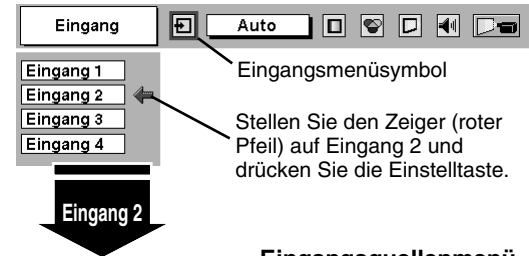 Eingang
Auto
Eingang 1
Eingang 2
Eingang 3
Eingang 4
Eingangsmenüsymbol
Stellen Sie den Zeiger (roter
Pfeil) auf Eingang 2 und
drücken Sie die Einstelltaste.
Eingang 2
Eingangsquellenmenü